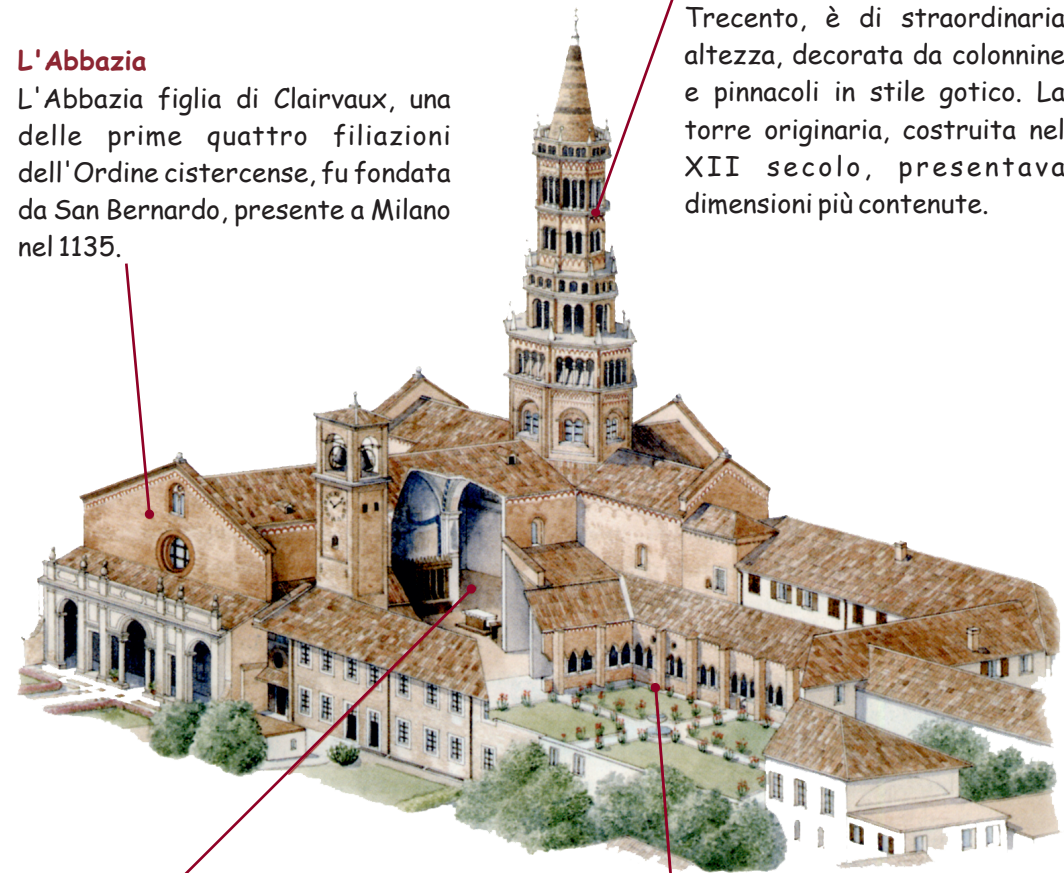 L'Abbazia
L'Abbazia figlia di Clairvaux, una
delle prime quattro filiazioni
dell'Ordine cistercense, fu fondata
da San Bernardo, presente a Milano
nel 1135.
Trecento, è di straordinaria
altezza, decorata da colonnine
e pinnacoli in stile gotico. La
torre originaria, costruita nel
XII secolo, presentava
dimensioni più contenute.